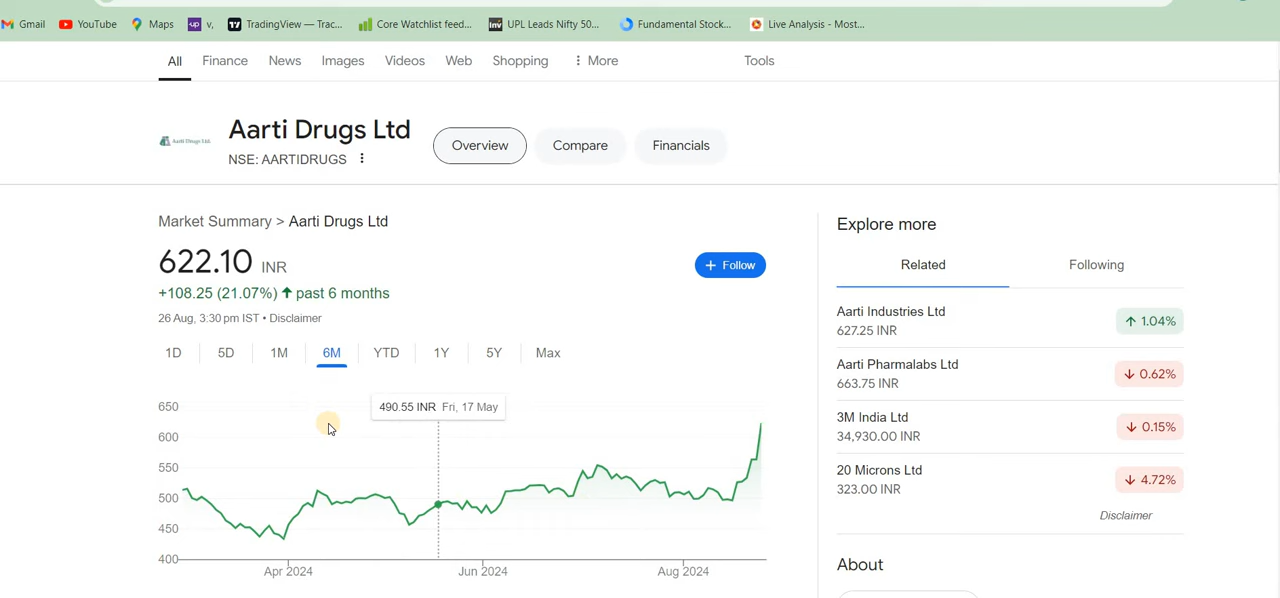 Gmail YouTube Maps up v, TradingView — Trac... Core Watchlist feed... Inv UPL Leads Nifty 50... Fundamental Stock... Live Analysis - Most...
All Finance News Images Videos Web Shopping More Tools
Aarti Drugs Ltd. Aarti Drugs Ltd
NSE: AARTIDRUGS
Overview Compare Financials
Market Summary > Aarti Drugs Ltd
622.10 INR
+ Follow
+108.25 (21.07%) ↑ past 6 months
26 Aug, 3:30 pm IST • Disclaimer
1D 5D 1M 6M YTD 1Y 5Y Max
490.55 INR Fri, 17 May
650
600
550
500
450
400
Apr 2024 Jun 2024 Aug 2024
Explore more
Related Following
Aarti Industries Ltd
627.25 INR
↑ 1.04%
Aarti Pharmalabs Ltd
663.75 INR
↓ 0.62%
3M India Ltd
34,930.00 INR
↓ 0.15%
20 Microns Ltd
323.00 INR
↓ 4.72%
Disclaimer
About